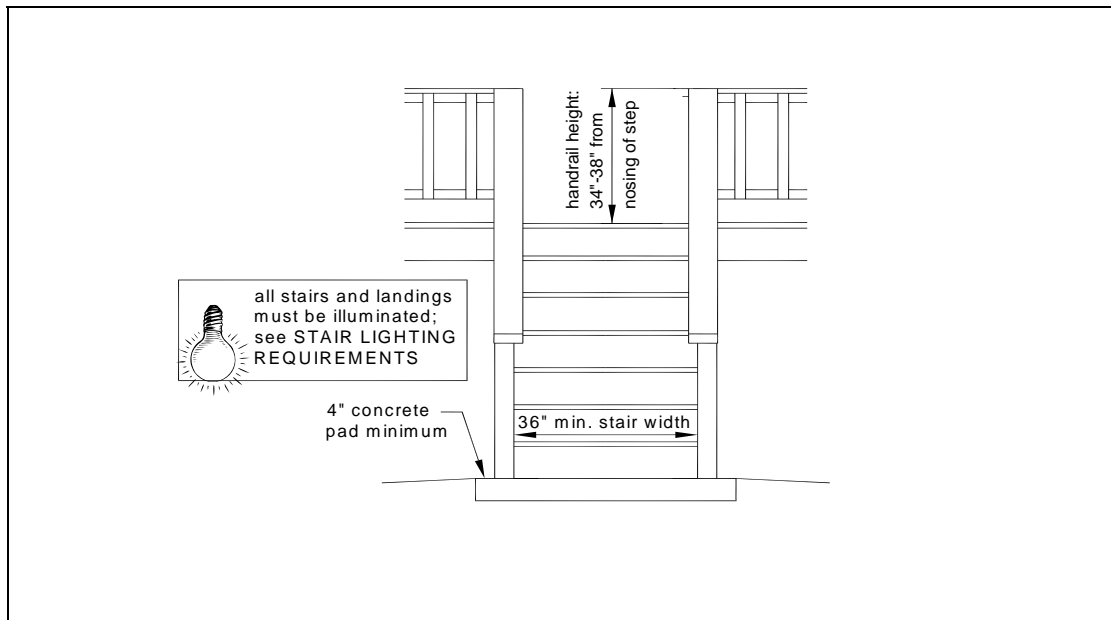 handrail height:
34"-38" from
nosing of step
all stairs and landings
must be illuminated;
see STAIR LIGHTING
REQUIREMENTS
4" concrete
pad minimum
36" min. stair width